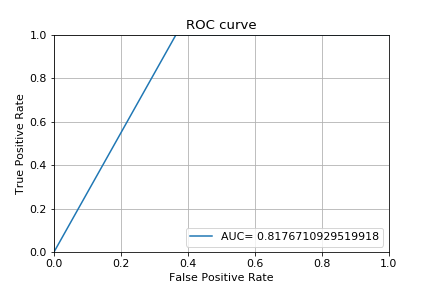 ROC curve
1.0
0.8
0.6
0.4
0.2
0.0
True Positive Rate
AUC= 0.8176710929519918
0.0 0.2 0.4 0.6 0.8 1.0
False Positive Rate